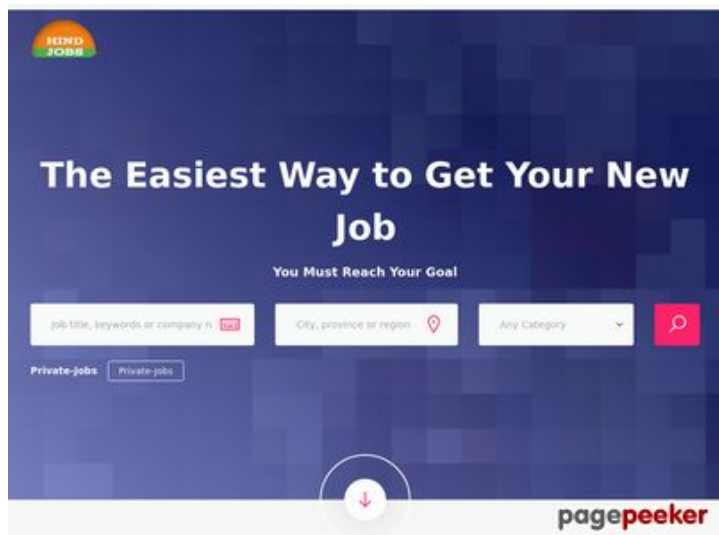 HIND
JOBS
The Easiest Way to Get Your New
Job
You Must Reach Your Goal
Job title, keywords or company n
City, province or region
Any Category
Private-Jobs
Private-Jobs
pagepeeker